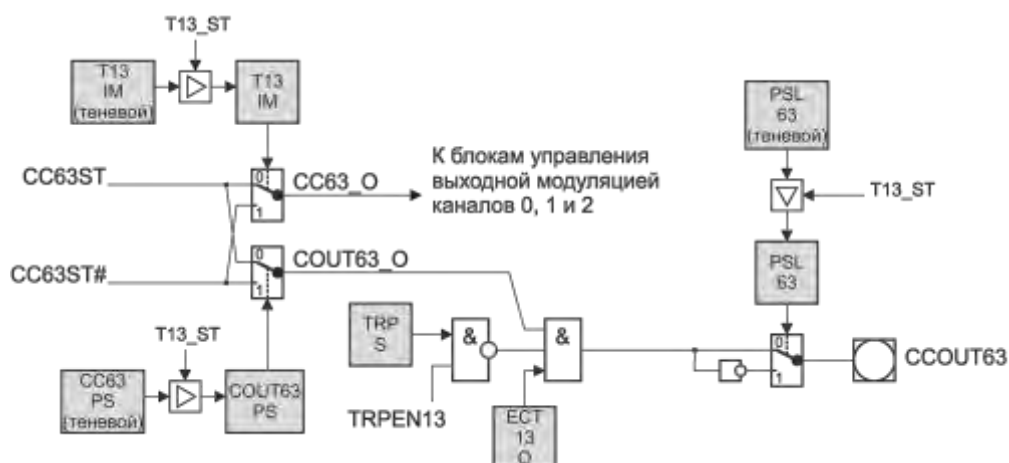 T13_ST
T13
IM
(теневой)
T13
IM
PSL
63
(теневой)
CC63ST
0
1
CC63_O
К блокам управления
выходной модуляцией
каналов 0, 1 и 2
T13_ST
CC63ST#
0
1
COUT63_O
PSL
63
T13_ST
TRP
S
&
&
0
1
CCOUT63
CC63
PS
(теневой)
COUT63
PS
TRPEN13
ECT
13
O